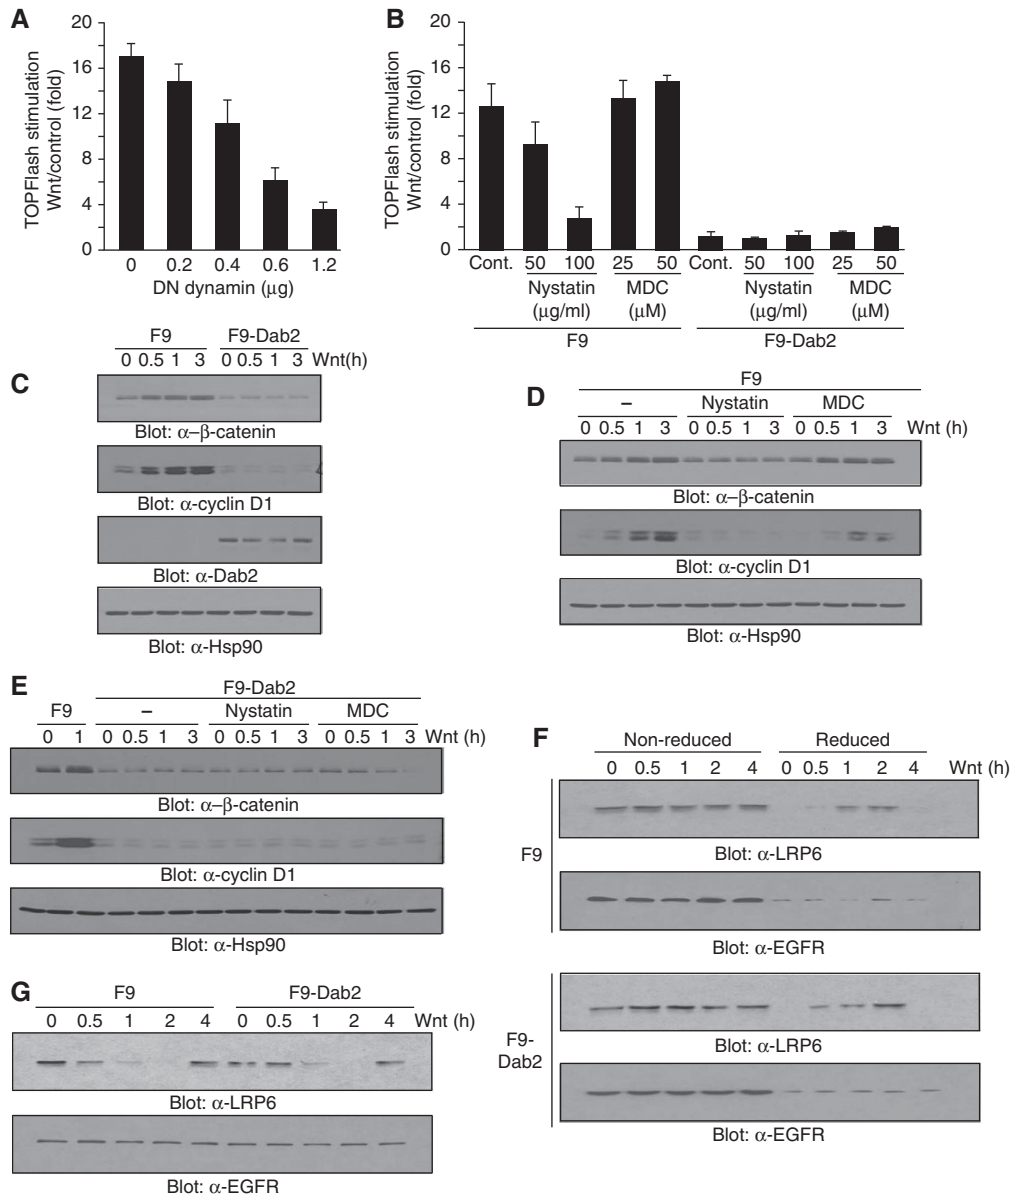 A
TOPFlash stimulation
Wnt/control (fold)
20
16
12
8
4
0
0 0.2 0.4 0.6 1.2
DN dynamin (μg)
B
TOPFlash stimulation
Wnt/control (fold)
20
16
12
8
4
0
Cont. 50 100 25 50 Cont. 50 100 25 50
Nystatin MDC Nystatin MDC
(μg/ml) (μM) (μg/ml) (μM)
F9 F9-Dab2
C
F9 F9-Dab2
0 0.5 1 3 0 0.5 1 3 Wnt(h)
Blot: α–β-catenin
Blot: α-cyclin D1
Blot: α-Dab2
Blot: α-Hsp90
D
F9
– Nystatin MDC
0 0.5 1 3 0 0.5 1 3 0 0.5 1 3 Wnt (h)
Blot: α–β-catenin
Blot: α-cyclin D1
Blot: α-Hsp90
E
F9-Dab2
F9 – Nystatin MDC
0 1 0 0.5 1 3 0 0.5 1 3 0 0.5 1 3 Wnt (h)
Blot: α–β-catenin
Blot: α-cyclin D1
Blot: α-Hsp90
F
Non-reduced Reduced
0 0.5 1 2 4 0 0.5 1 2 4 Wnt (h)
F9
Blot: α-LRP6
Blot: α-EGFR
F9-
Dab2
Blot: α-LRP6
Blot: α-EGFR
G
F9 F9-Dab2
0 0.5 1 2 4 0 0.5 1 2 4 Wnt (h)
Blot: α-LRP6
Blot: α-EGFR